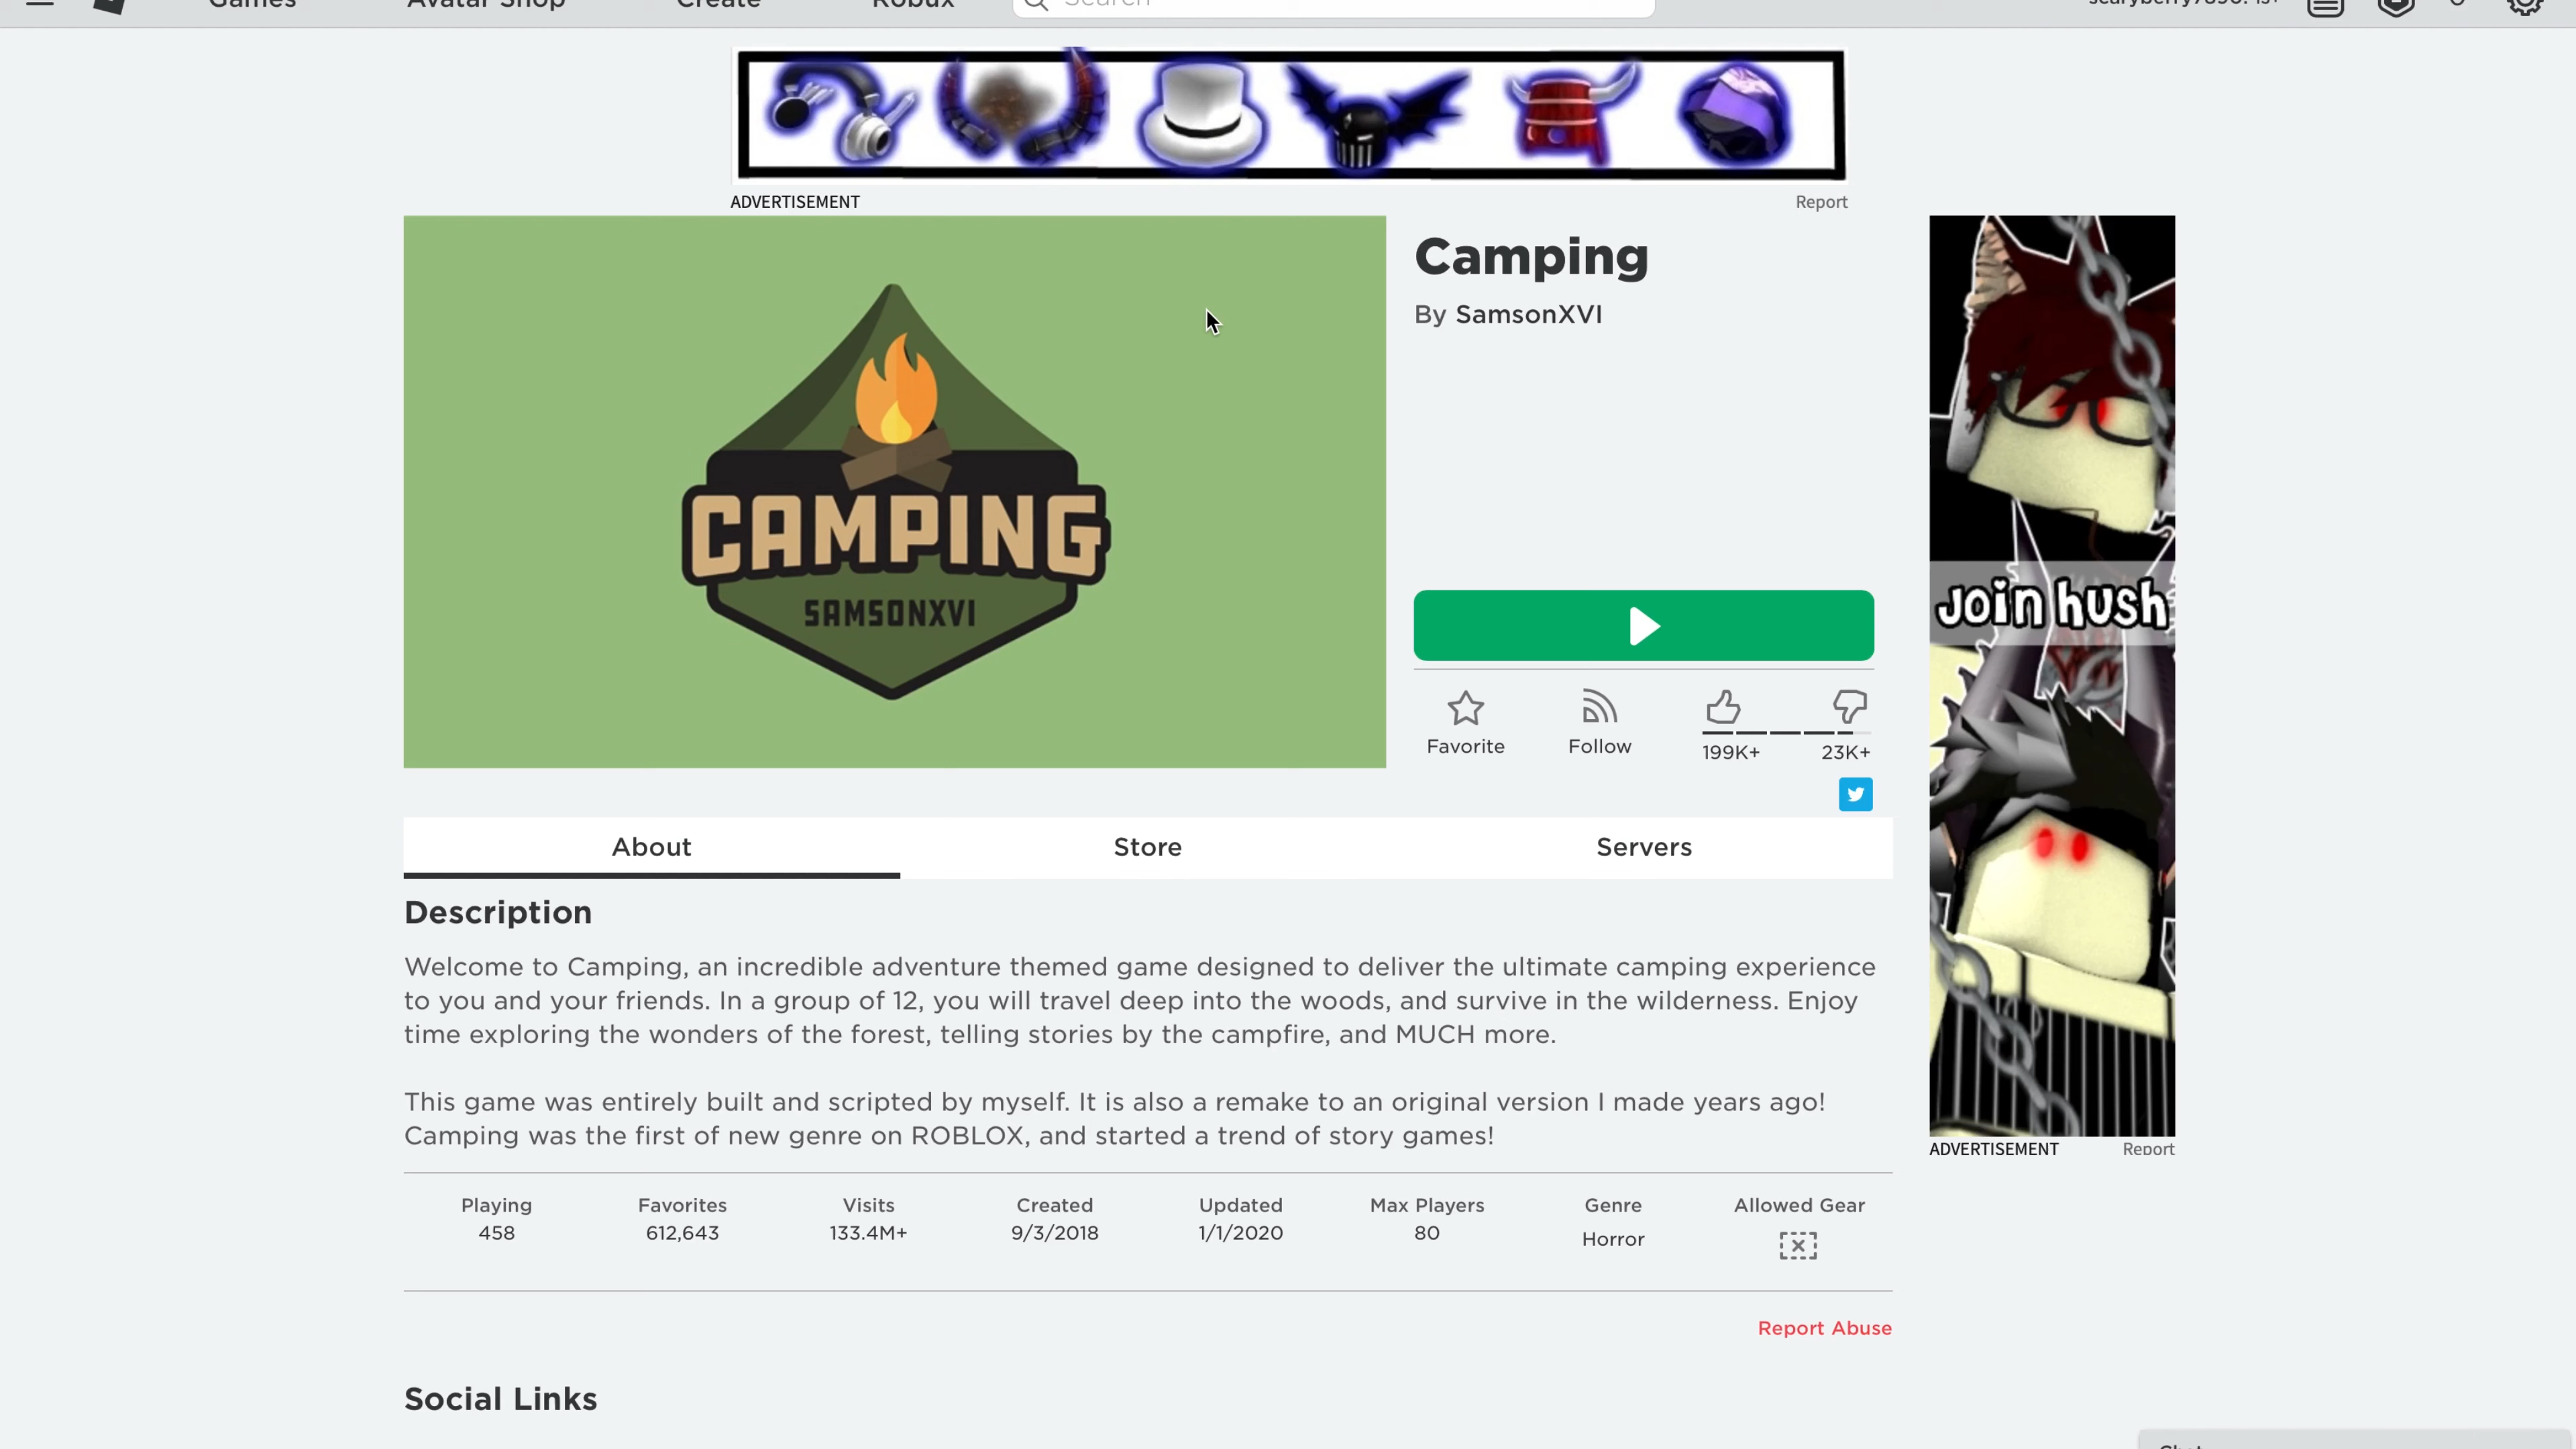 Games Avatar Shop Create Robux Search
ADVERTISEMENT Report
Camping
By SamsonXVI
CAMPING
SAMSONXVI
join hush
Favorite Follow 199K+ 23K+
About Store Servers
Description
Welcome to Camping, an incredible adventure themed game designed to deliver the ultimate camping experience
to you and your friends. In a group of 12, you will travel deep into the woods, and survive in the wilderness. Enjoy
time exploring the wonders of the forest, telling stories by the campfire, and MUCH more.
This game was entirely built and scripted by myself. It is also a remake to an original version I made years ago!
Camping was the first of new genre on ROBLOX, and started a trend of story games!
ADVERTISEMENT Report
Playing Favorites Visits Created Updated Max Players Genre Allowed Gear
458 612,643 133.4M+ 9/3/2018 1/1/2020 80 Horror
Report Abuse
Social Links